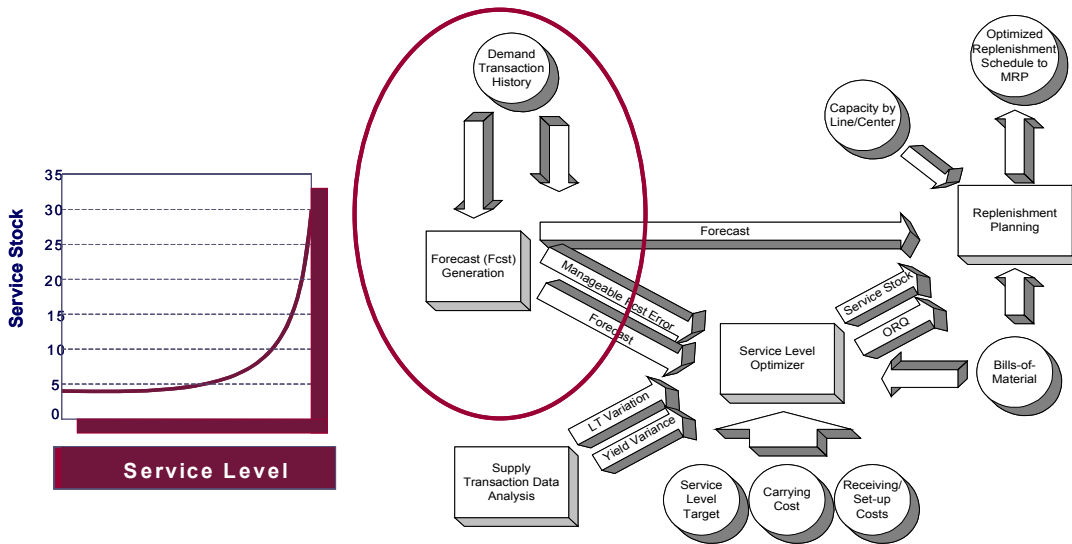 Demand
Transaction
History
Optimized
Replenishment
Schedule to
MRP
Capacity by
Line/Center
Service Stock
35
30
25
20
15
10
5
0
Service Level
Forecast (Fcst)
Generation
Forecast
Manageable Fcst Error
Forecast
Replenishment
Planning
Service Stock
ORQ
Service Level
Optimizer
Bills-of-
Material
LT Variation
Yield Variance
Supply
Transaction Data
Analysis
Service
Level
Target
Carrying
Cost
Receiving/
Set-up
Costs